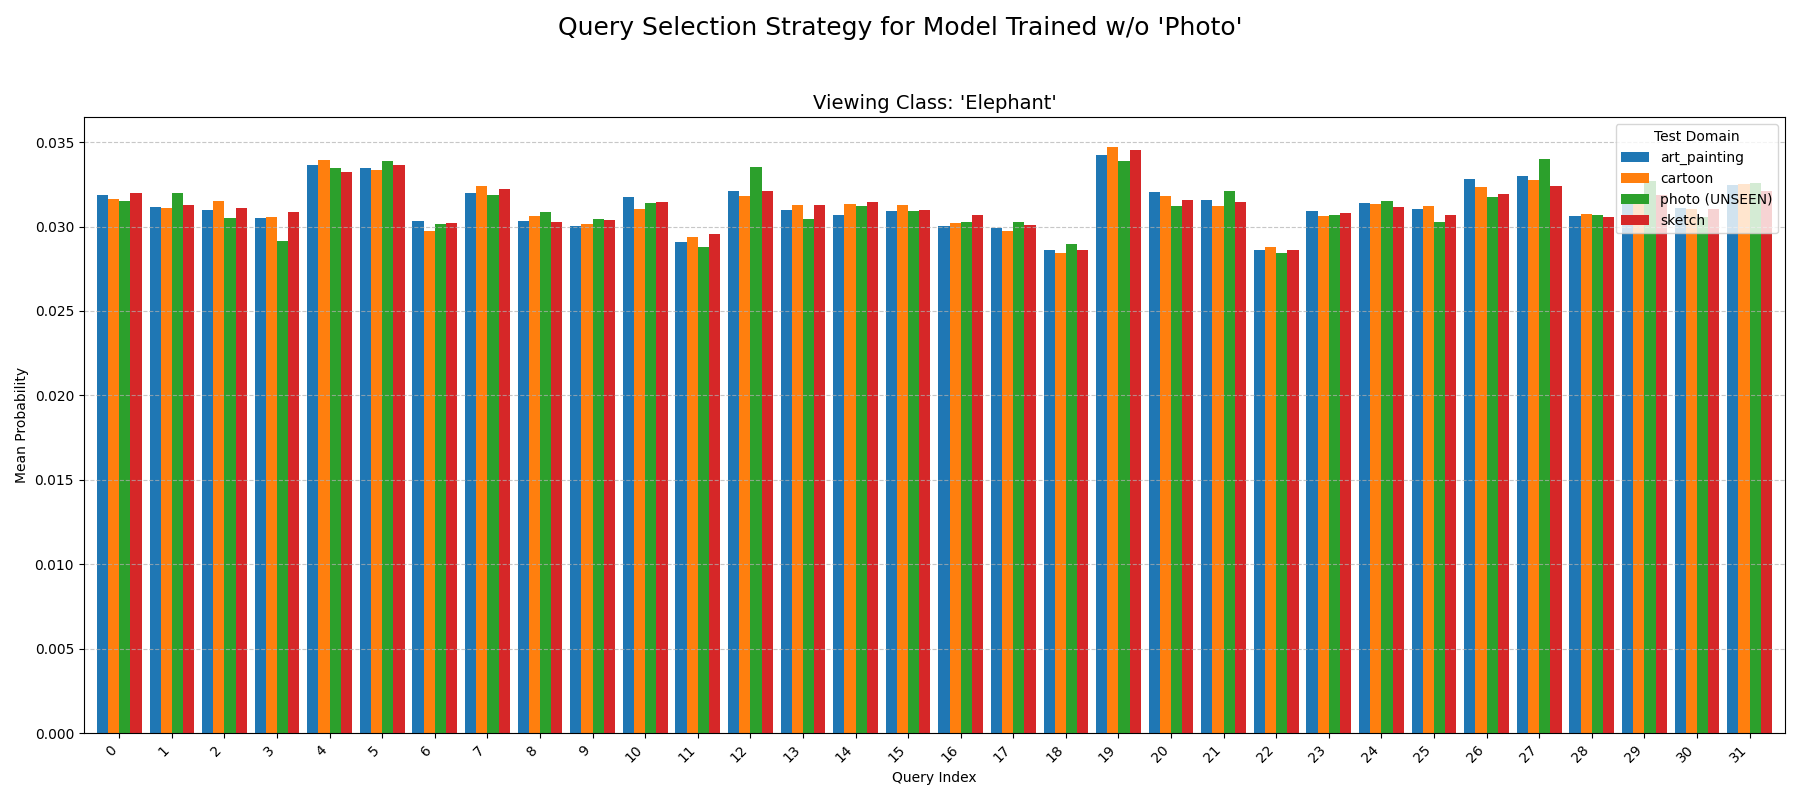 Query Selection Strategy for Model Trained w/o 'Photo'
Viewing Class: 'Elephant'
Test Domain
art_painting
cartoon
photo (UNSEEN)
sketch
Mean Probability
0.035
0.030
0.025
0.020
0.015
0.010
0.005
0.000
0 1 2 3 4 5 6 7 8 9 10 11 12 13 14 15 16 17 18 19 20 21 22 23 24 25 26 27 28 29 30 31
Query Index